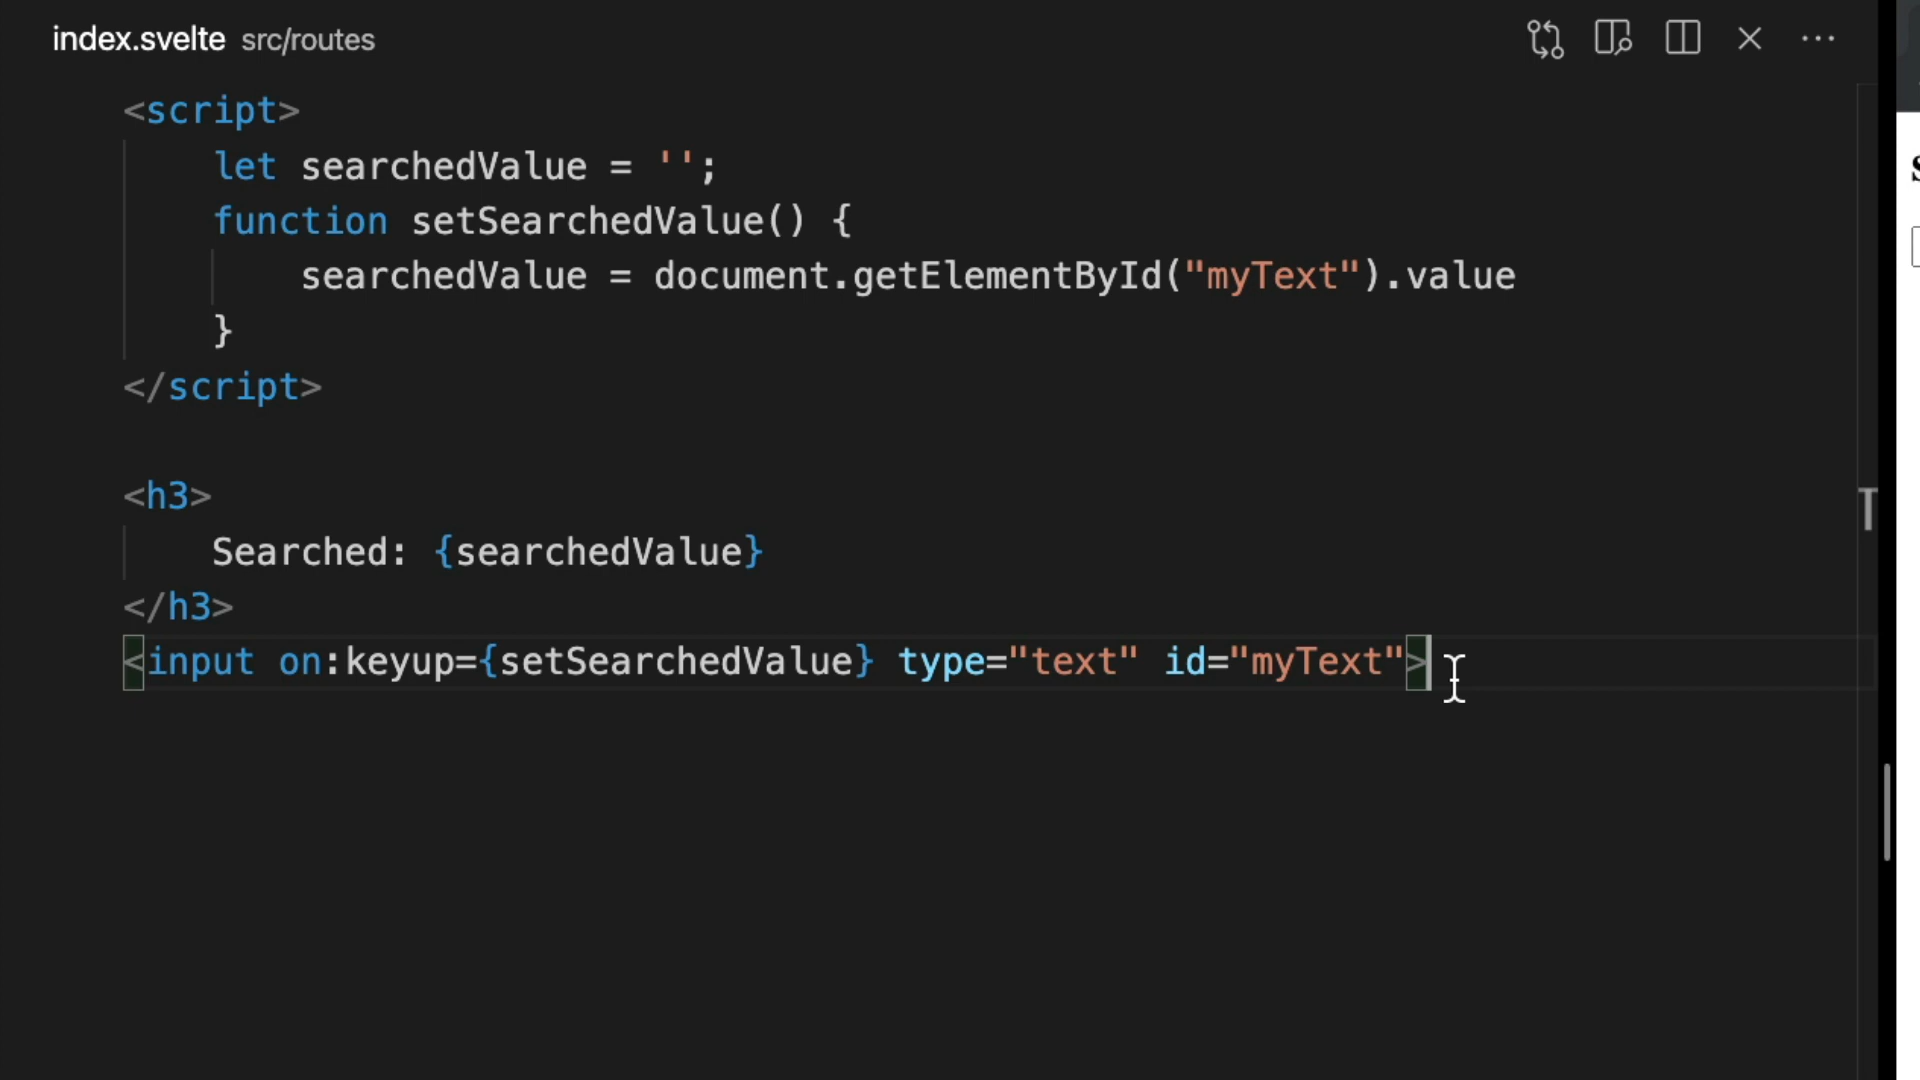 index.svelte src/routes
<script>
let searchedValue = '';
function setSearchedValue() {
searchedValue = document.getElementById("myText").value
}
</script>
<h3>
Searched: {searchedValue}
</h3>
<input on:keyup={setSearchedValue} type="text" id="myText">